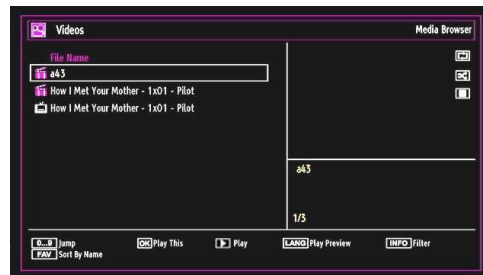 Videos
Media Browser
File Name
a43
How I Met Your Mother - 1x01 - Pilot
How I Met Your Mother - 1x01 - Pilot
a43
1/3
0...9 Jump
OK Play This
Play
LANG Play Preview
INFO Filter
FAV Sort By Name